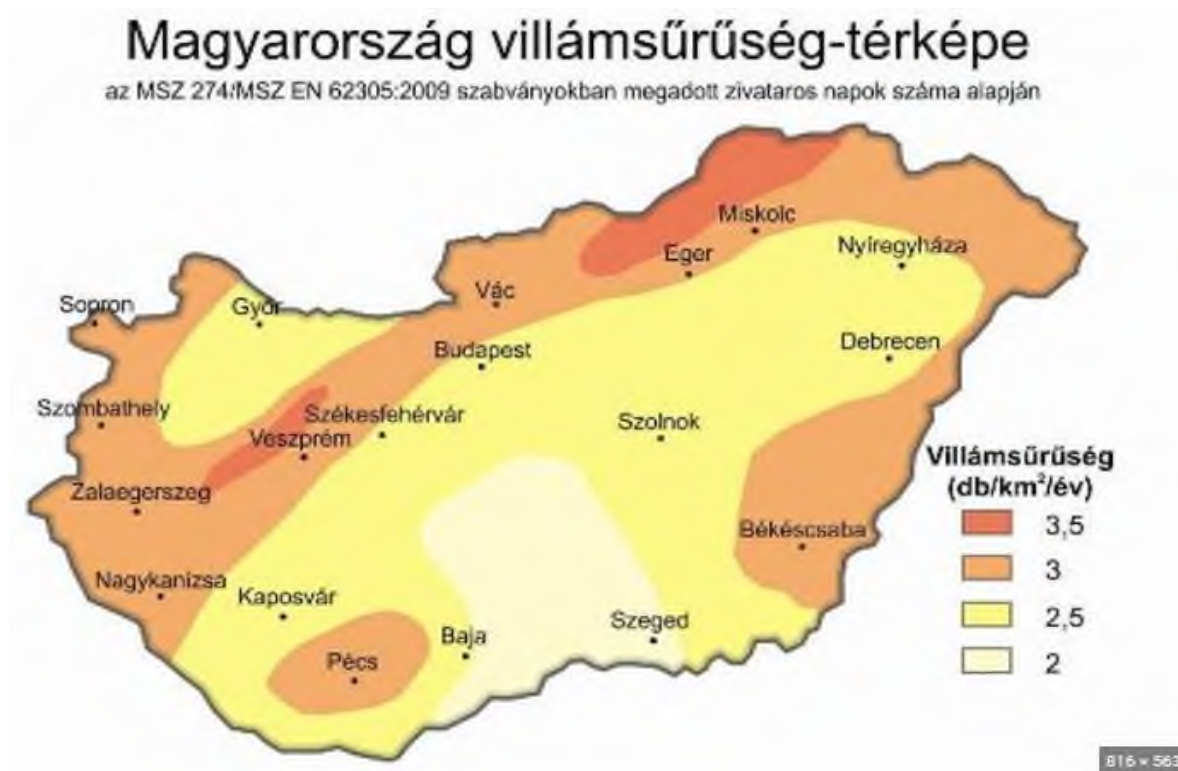 Magyarország villámsűrűség-térképe
az MSZ 274/MSZ EN 62305:2009 szabványokban megadott zivataros napok száma alapján
Miskolc
Eger
Nyíregyháza
Vác
Sopron
Győr
Budapest
Debrecen
Szombathely
Székesfehérvár
Szolnok
Veszprém
Zalaegerszeg
Békéscsaba
Nagykanizsa
Kaposvár
Szeged
Baja
Pécs
Villámsűrűség
(db/km²/év)
3,5
3
2,5
2
816 × 563